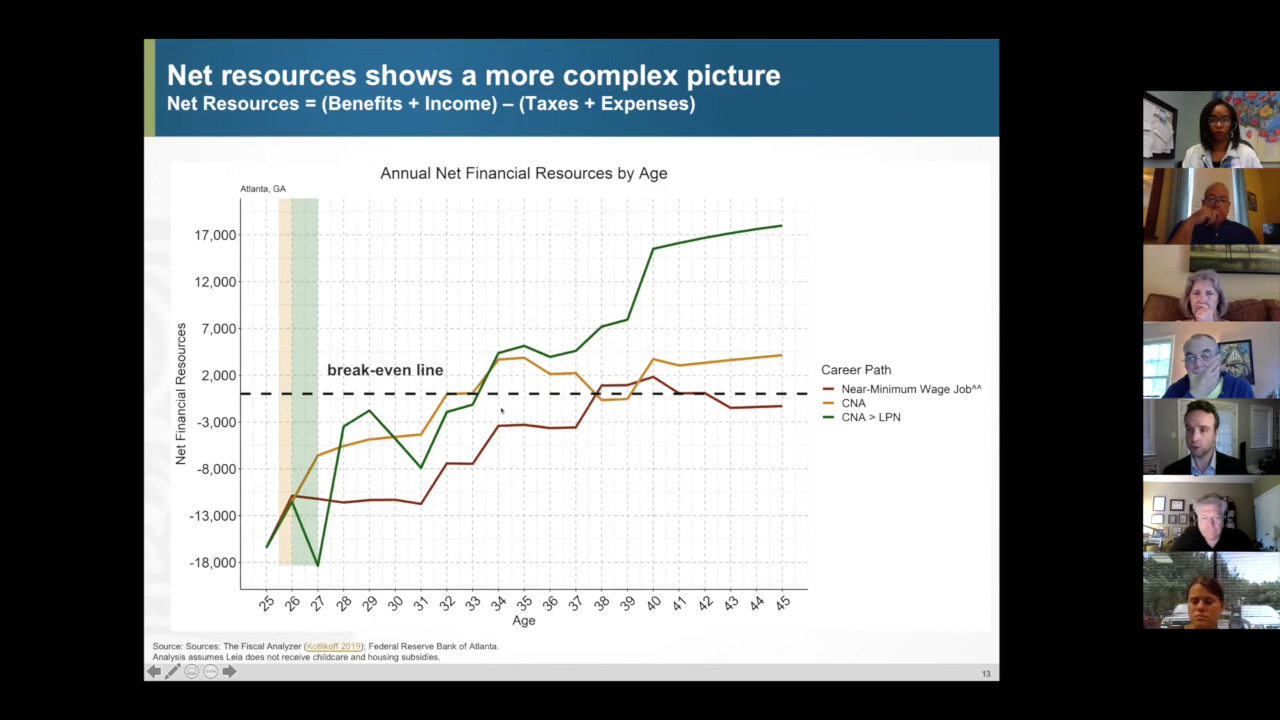 Net resources shows a more complex picture
Net Resources = (Benefits + Income) – (Taxes + Expenses)
Annual Net Financial Resources by Age
Atlanta, GA
17,000
12,000
7,000
2,000
-3,000
-8,000
-13,000
-18,000
Net Financial Resources
break-even line
Career Path
Near-Minimum Wage Job^^
CNA
CNA > LPN
25 26 27 28 29 30 31 32 33 34 35 36 37 38 39 40 41 42 43 44 45
Age
Source: Sources: The Fiscal Analyzer (Kotlikoff 2019); Federal Reserve Bank of Atlanta.
Analysis assumes Leia does not receive childcare and housing subsidies.
13